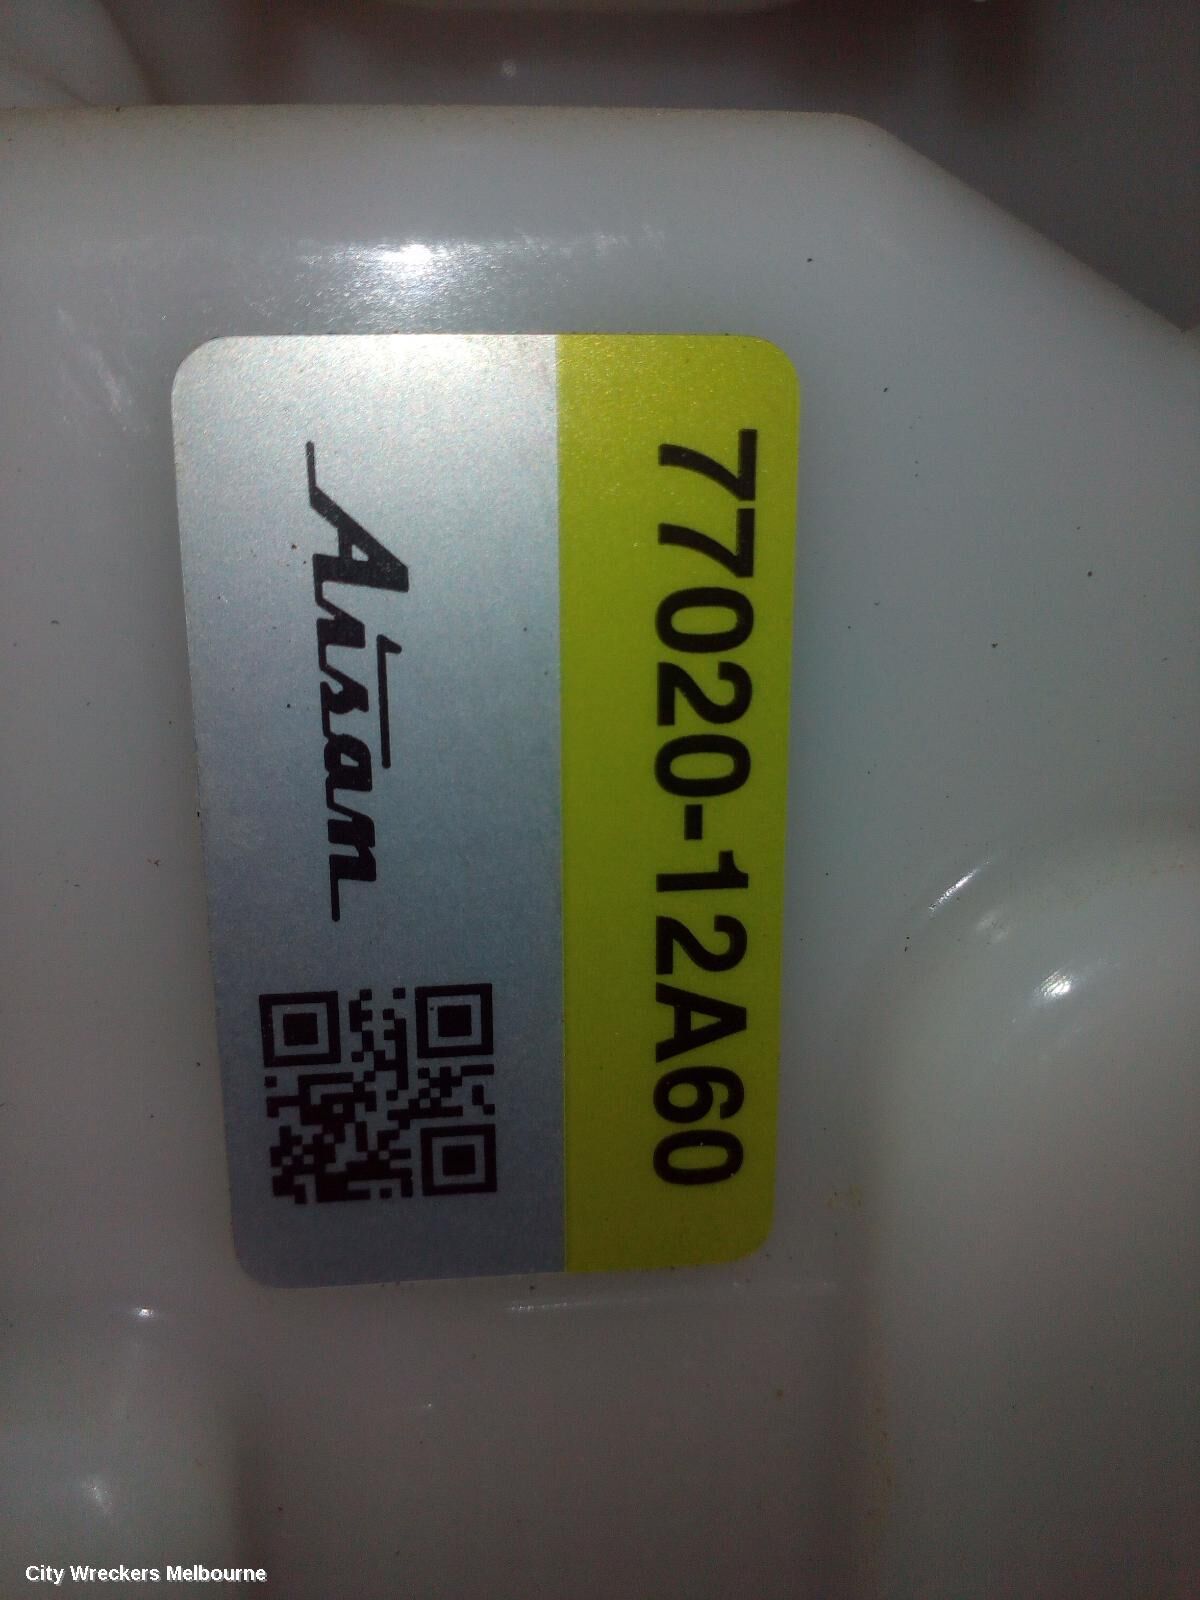 77020-12A60
Aisan
City Wreckers Melbourne